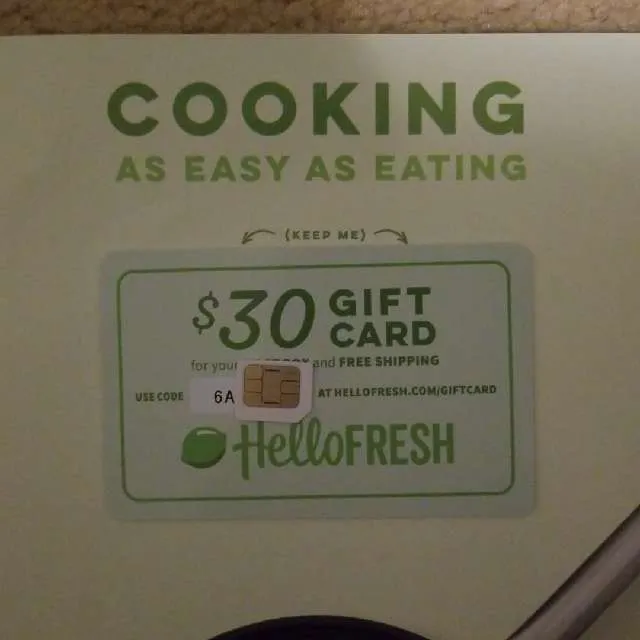 COOKING
AS EASY AS EATING
(KEEP ME)
$30 GIFT
CARD
for your and FREE SHIPPING
USE CODE 6A AT HELLOFRESH.COM/GIFTCARD
HelloFRESH